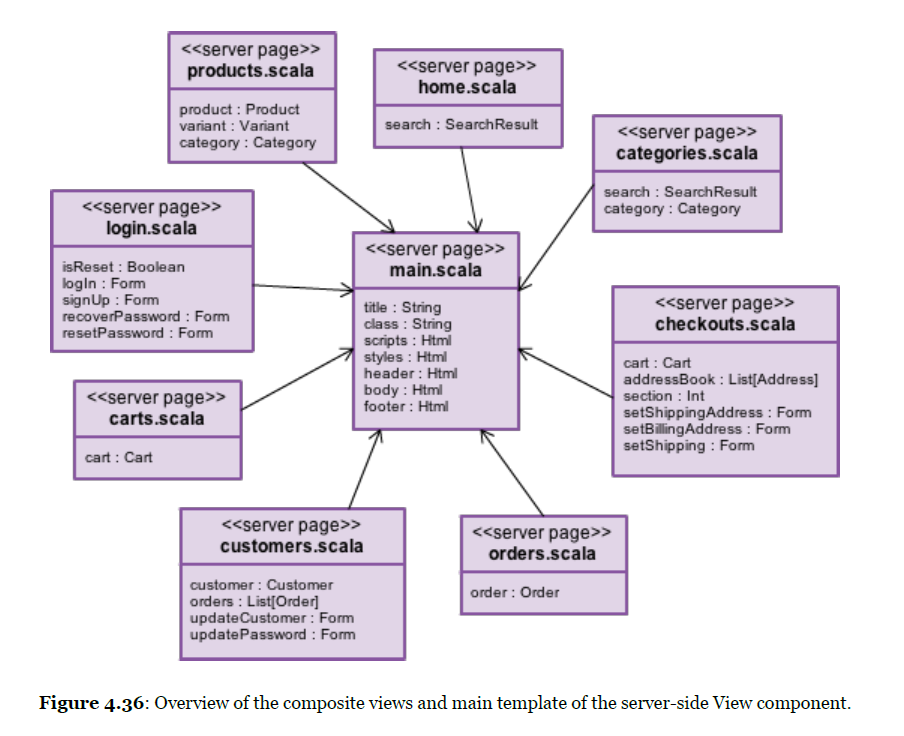 <<server page>>
products.scala
product : Product
variant : Variant
category : Category
<<server page>>
home.scala
search : SearchResult
<<server page>>
categories.scala
search : SearchResult
category : Category
<<server page>>
login.scala
isReset : Boolean
logIn : Form
signUp : Form
recoverPassword : Form
resetPassword : Form
<<server page>>
main.scala
title : String
class : String
scripts : Html
styles : Html
header : Html
body : Html
footer : Html
<<server page>>
checkouts.scala
cart : Cart
addressBook : List[Address]
section : Int
setShippingAddress : Form
setBillingAddress : Form
setShipping : Form
<<server page>>
carts.scala
cart : Cart
<<server page>>
customers.scala
customer : Customer
orders : List[Order]
updateCustomer : Form
updatePassword : Form
<<server page>>
orders.scala
order : Order
Figure 4.36: Overview of the composite views and main template of the server-side View component.